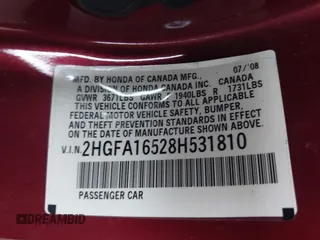 MFD. BY HONDA OF CANADA MFG., 07/'08
A DIVISION OF HONDA CANADA INC. CANADA
GVWR 3671LBS GAWR F 1940LBS R 1731LBS
THIS VEHICLE CONFORMS TO ALL APPLICABLE
FEDERAL MOTOR VEHICLE SAFETY, BUMPER,
AND THEFT PREVENTION STANDARDS IN EFFECT
ON THE DATE OF MANUFACTURE SHOWN ABOVE.
V.I.N. 2HGFA16528H531810
PASSENGER CAR
DREAMBID